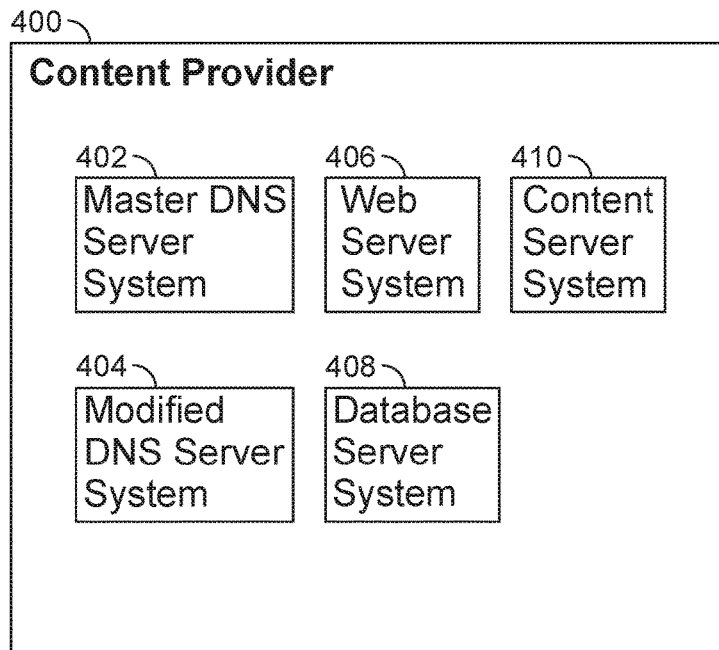 400
Content Provider
402
Master DNS
Server
System
406
Web
Server
System
410
Content
Server
System
404
Modified
DNS Server
System
408
Database
Server
System